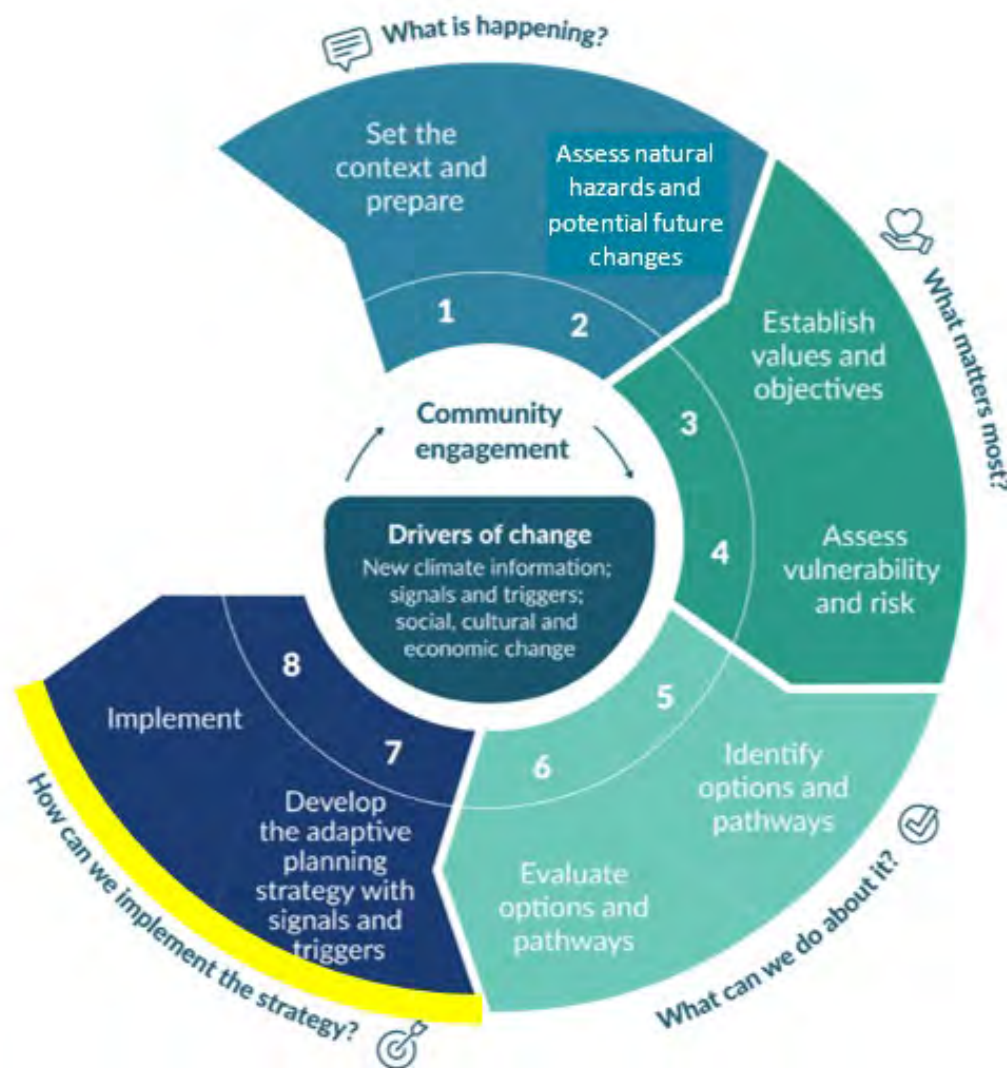 What is happening?
Set the
context and
prepare
Assess natural
hazards and
potential future
changes
1
2
What matters most?
Establish
values and
objectives
3
Assess
vulnerability
and risk
4
Community
engagement
Drivers of change
New climate information;
signals and triggers;
social, cultural and
economic change
5
Identify
options and
pathways
6
Evaluate
options and
pathways
What can we do about it?
7
Develop
the adaptive
planning
strategy with
signals and
triggers
8
Implement
How can we implement the strategy?